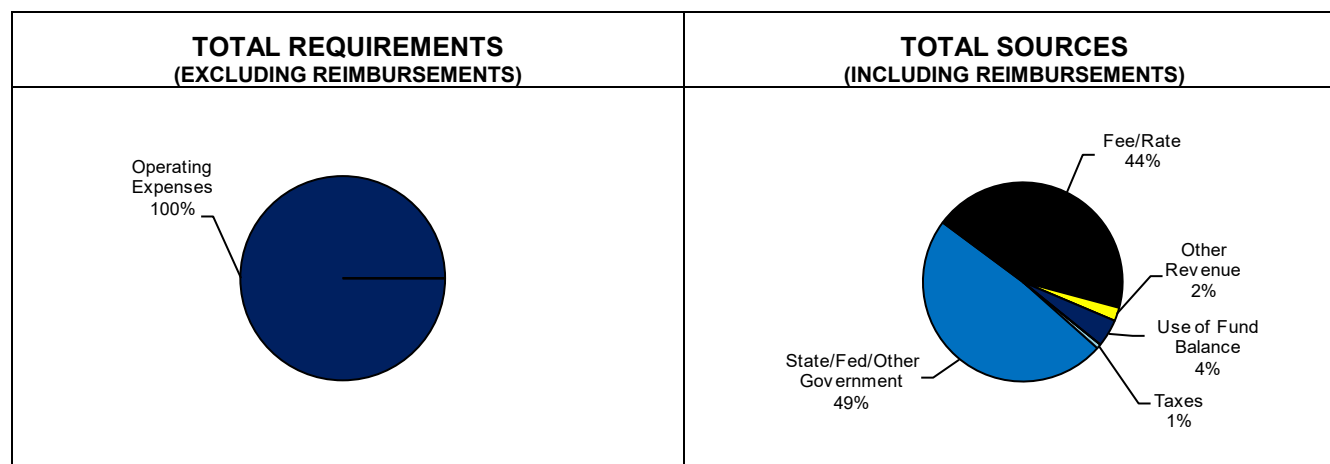 TOTAL REQUIREMENTS
(EXCLUDING REIMBURSEMENTS)
Operating
Expenses
100%
TOTAL SOURCES
(INCLUDING REIMBURSEMENTS)
Fee/Rate
44%
Other
Revenue
2%
Use of Fund
Balance
4%
Taxes
1%
State/Fed/Other
Government
49%